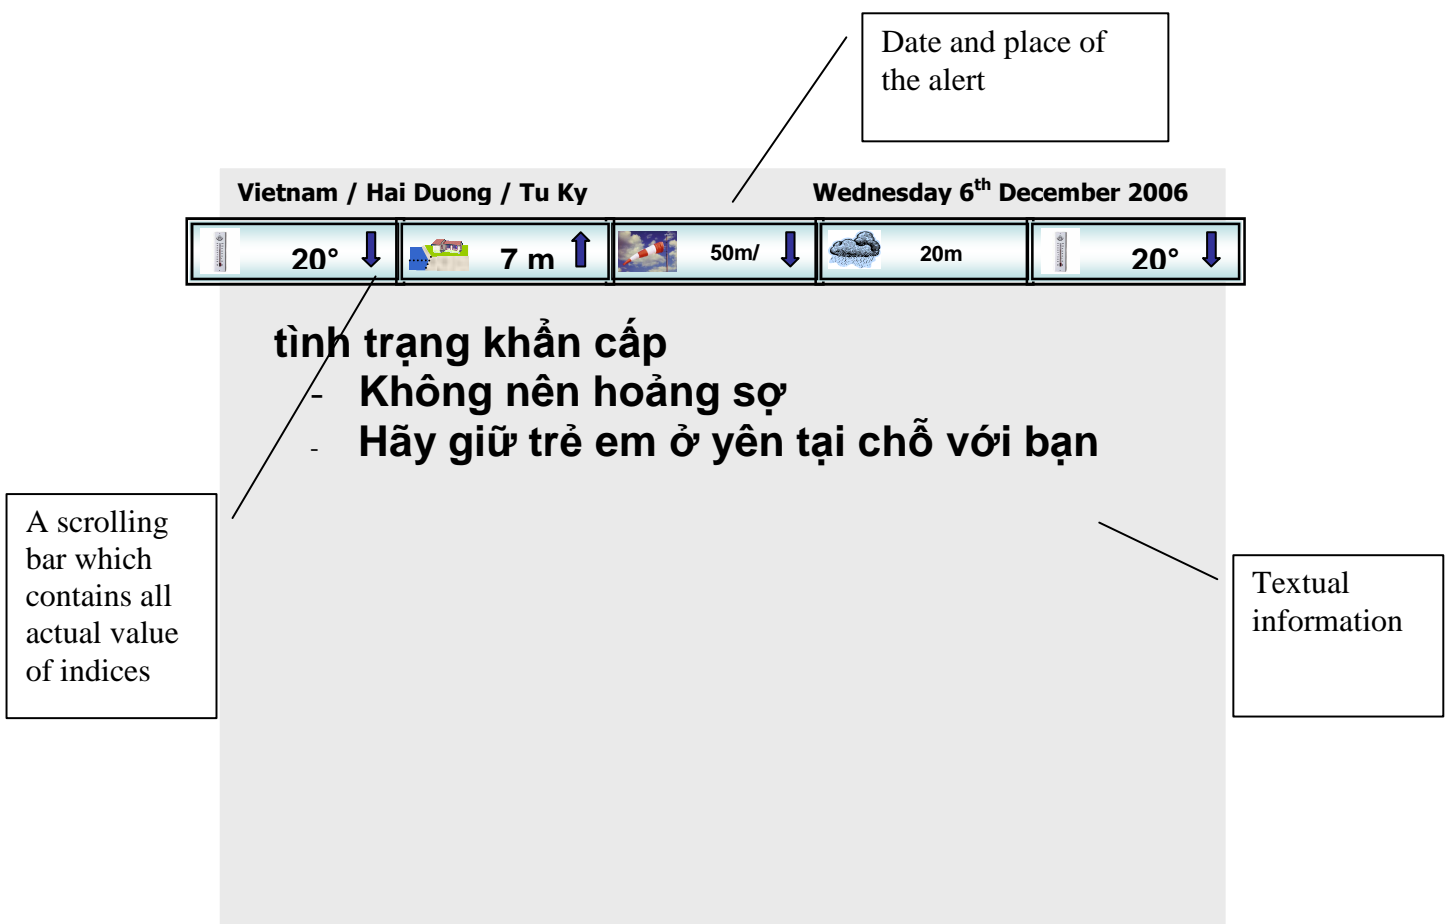 Date and place of
the alert
Vietnam / Hai Duong / Tu Ky
Wednesday 6th December 2006
20° 7 m 50m/ 20m 20°
tình trạng khẩn cấp
- Không nên hoảng sợ
- Hãy giữ trẻ em ở yên tại chỗ với bạn
A scrolling
bar which
contains all
actual value
of indices
Textual
information